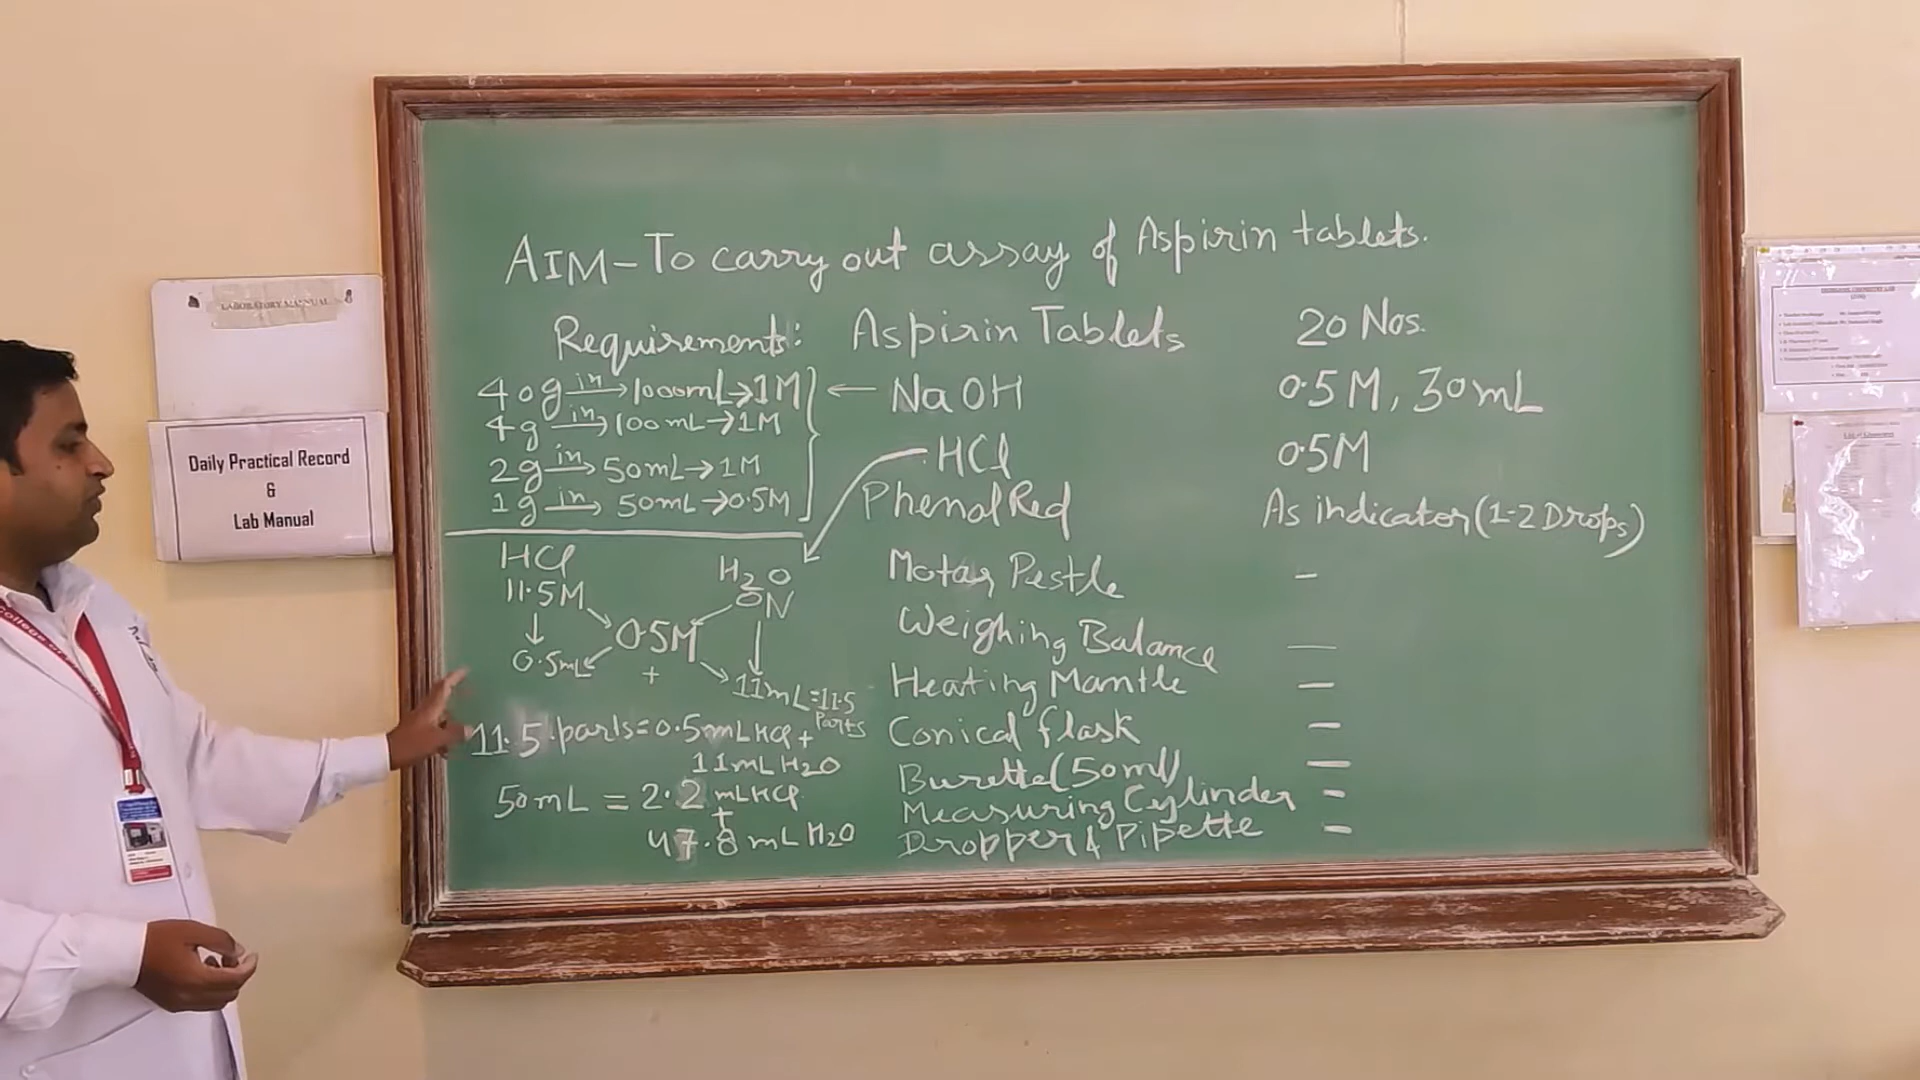 AIM-To carry out assay of Aspirin tablets.
Requirements: Aspirin Tablets 20 Nos.
40g in→1000mL→1M ← NaOH 0.5M, 30mL
4g in→100mL→1M
2g in→50mL→1M
1g in→50mL→0.5M
HCl 0.5M
Phenol Red As indicator(1-2 Drops)
HCl H2O
11.5M 0N
0.5M
0.5mL + 11mL=11.5 Parts
11.5 parts=0.5mL HCl +
11mL H2O
50mL = 2.2 mL HCl
+
47.8 mL H2O
Motar Pestle -
Weighing Balance -
Heating Mantle -
Conical flask -
Burette(50ml) -
Measuring Cylinder -
Dropper & Pipette -
LABORATORY MANNUAL
Daily Practical Record
&
Lab Manual